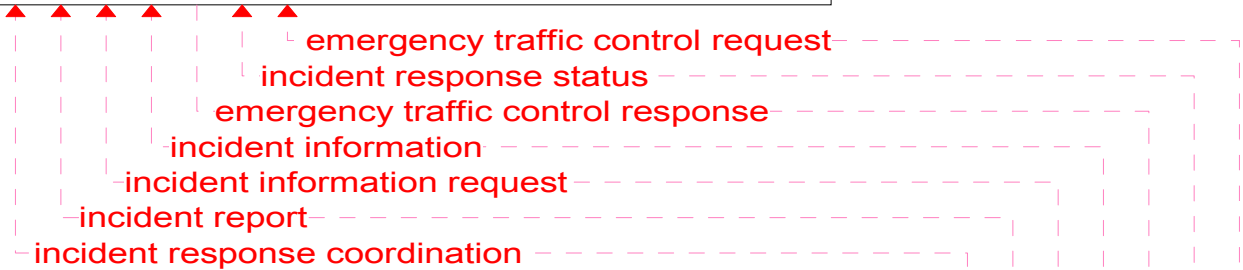 emergency traffic control request
incident response status
emergency traffic control response
incident information
incident information request
incident report
incident response coordination